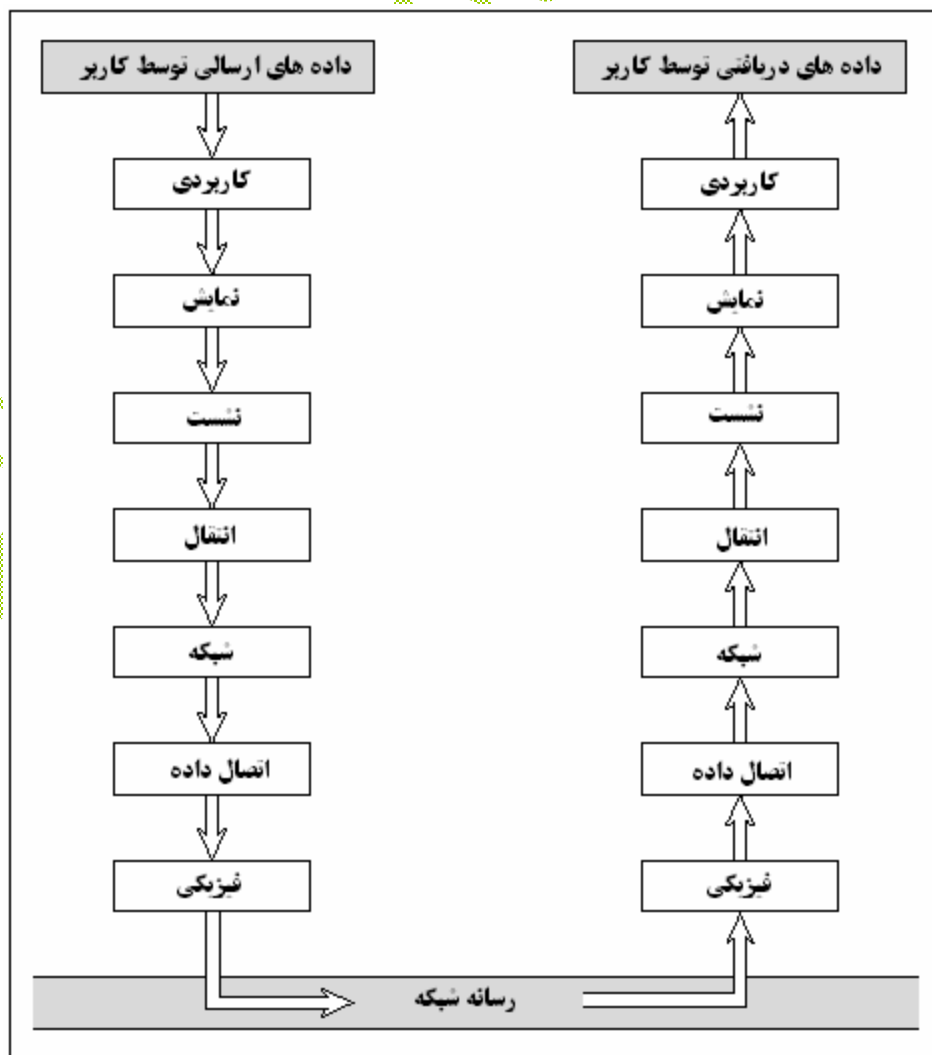 داده های ارسالی توسط کاربر
کاربردی
نمایش
نشست
انتقال
شبکه
اتصال داده
فیزیکی
داده های دریافتی توسط کاربر
کاربردی
نمایش
نشست
انتقال
شبکه
اتصال داده
فیزیکی
رسانه شبکه